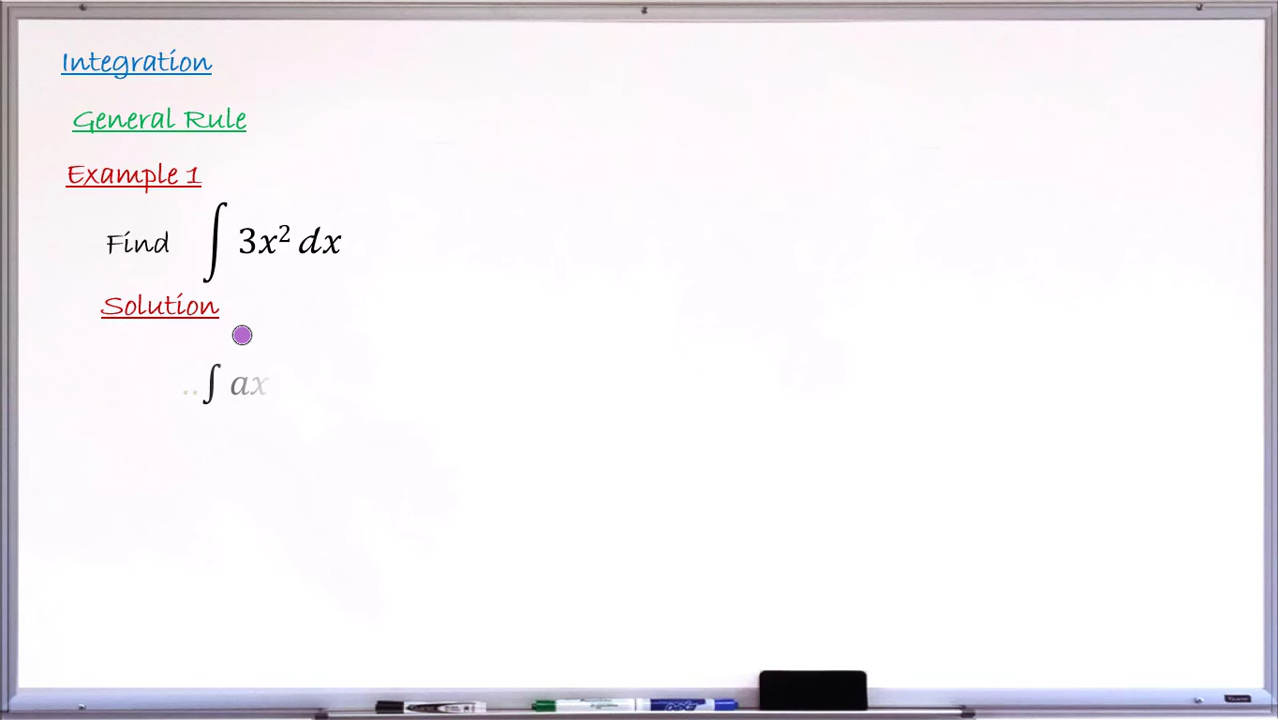 Integration
General Rule
Example 1
Find ∫ 3x² dx
Solution
..∫ ax